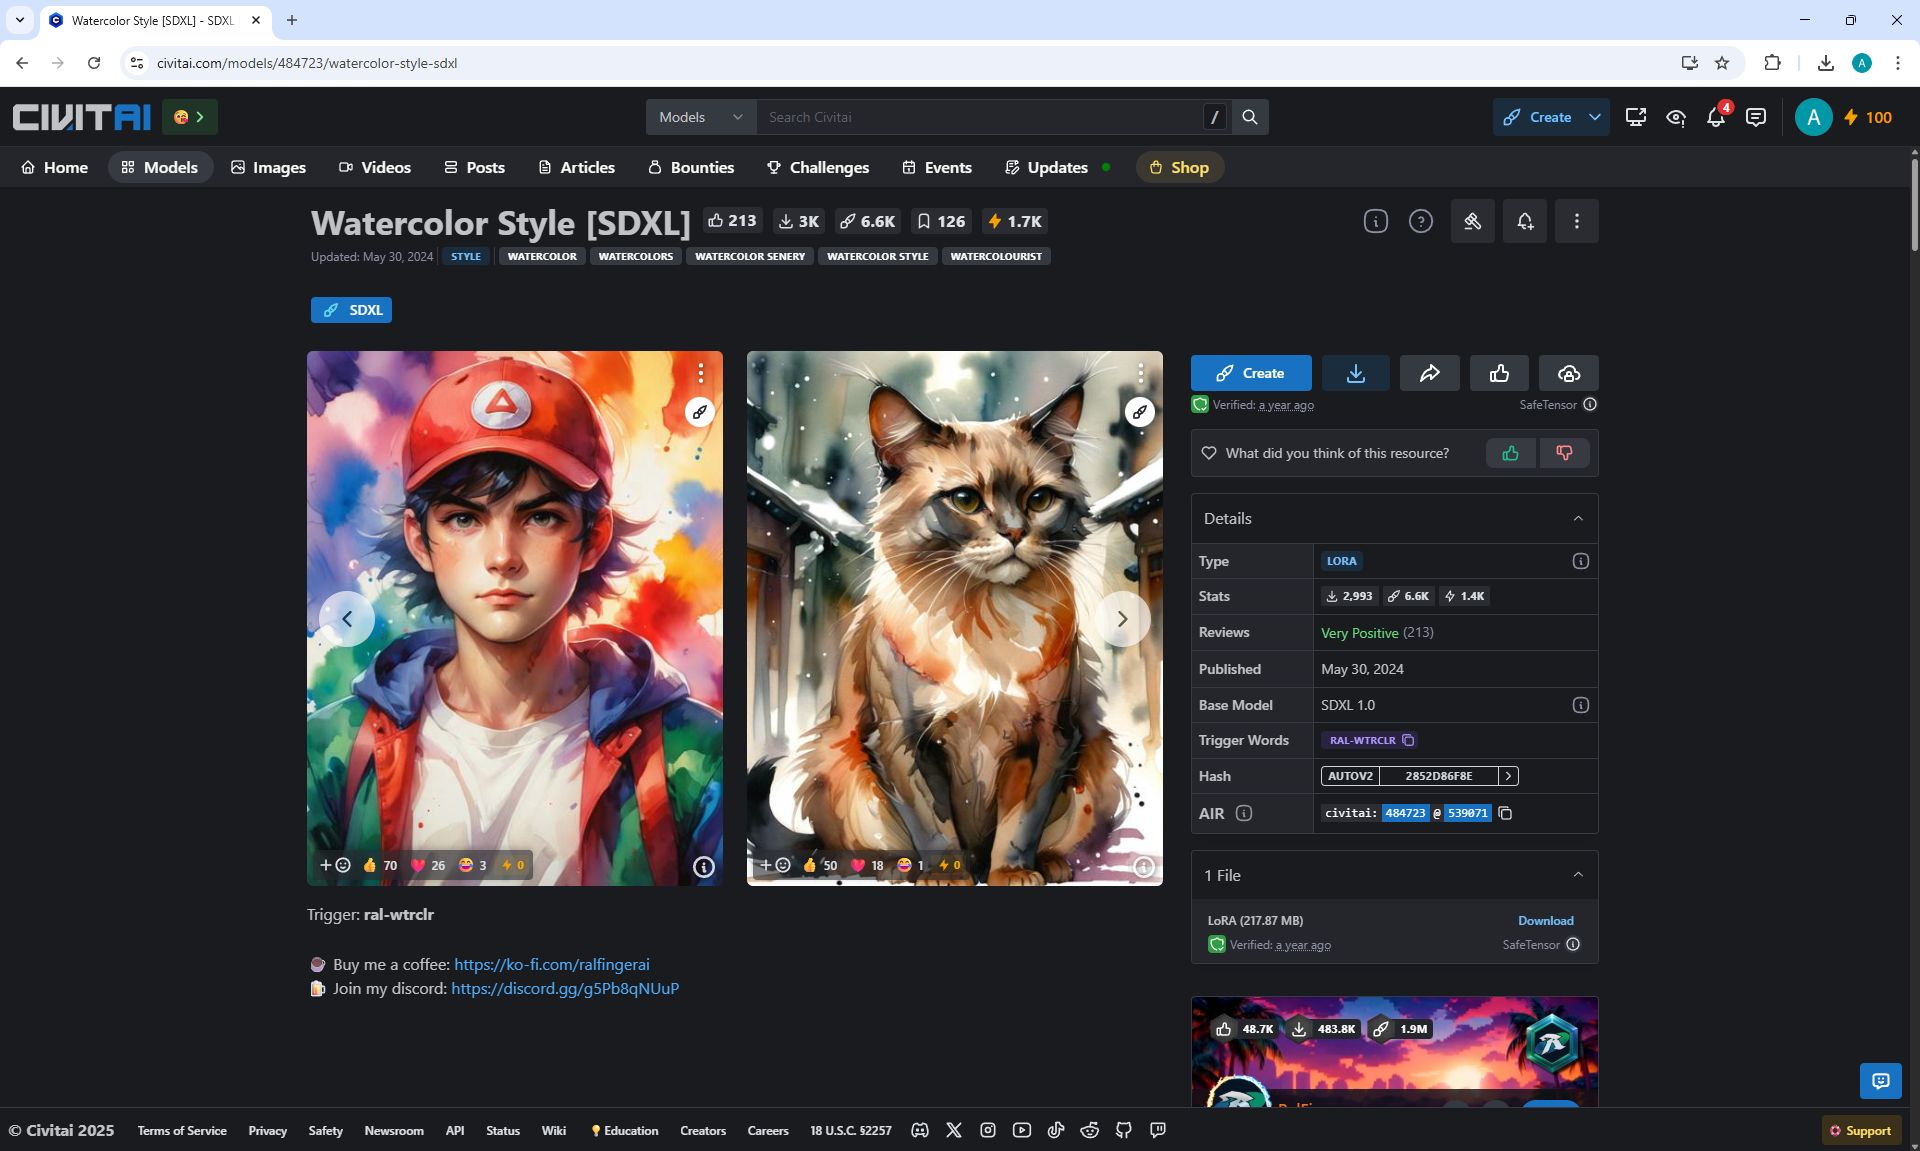 Watercolor Style [SDXL] - SDXL
civitai.com/models/484723/watercolor-style-sdxl
A
CIVITAI
Models
Search Civitai
/
Create
4
A
100
Home
Models
Images
Videos
Posts
Articles
Bounties
Challenges
Events
Updates
Shop
Watercolor Style [SDXL]
213
3K
6.6K
126
1.7K
Updated: May 30, 2024
STYLE
WATERCOLOR
WATERCOLORS
WATERCOLOR SENERY
WATERCOLOR STYLE
WATERCOLOURIST
SDXL
70
26
3
0
50
18
1
0
Trigger: ral-wtrclr
Buy me a coffee: https://ko-fi.com/ralfingerai
Join my discord: https://discord.gg/g5Pb8qNUuP
Create
Verified: a year ago
SafeTensor
What did you think of this resource?
Details
Type
LORA
Stats
2,993
6.6K
1.4K
Reviews
Very Positive (213)
Published
May 30, 2024
Base Model
SDXL 1.0
Trigger Words
RAL-WTRCLR
Hash
AUTOV2
2852D86F8E
AIR
civitai: 484723 @ 539071
1 File
LoRA (217.87 MB)
Download
Verified: a year ago
SafeTensor
48.7K
483.8K
1.9M
© Civitai 2025
Terms of Service
Privacy
Safety
Newsroom
API
Status
Wiki
Education
Creators
Careers
18 U.S.C. §2257
Support